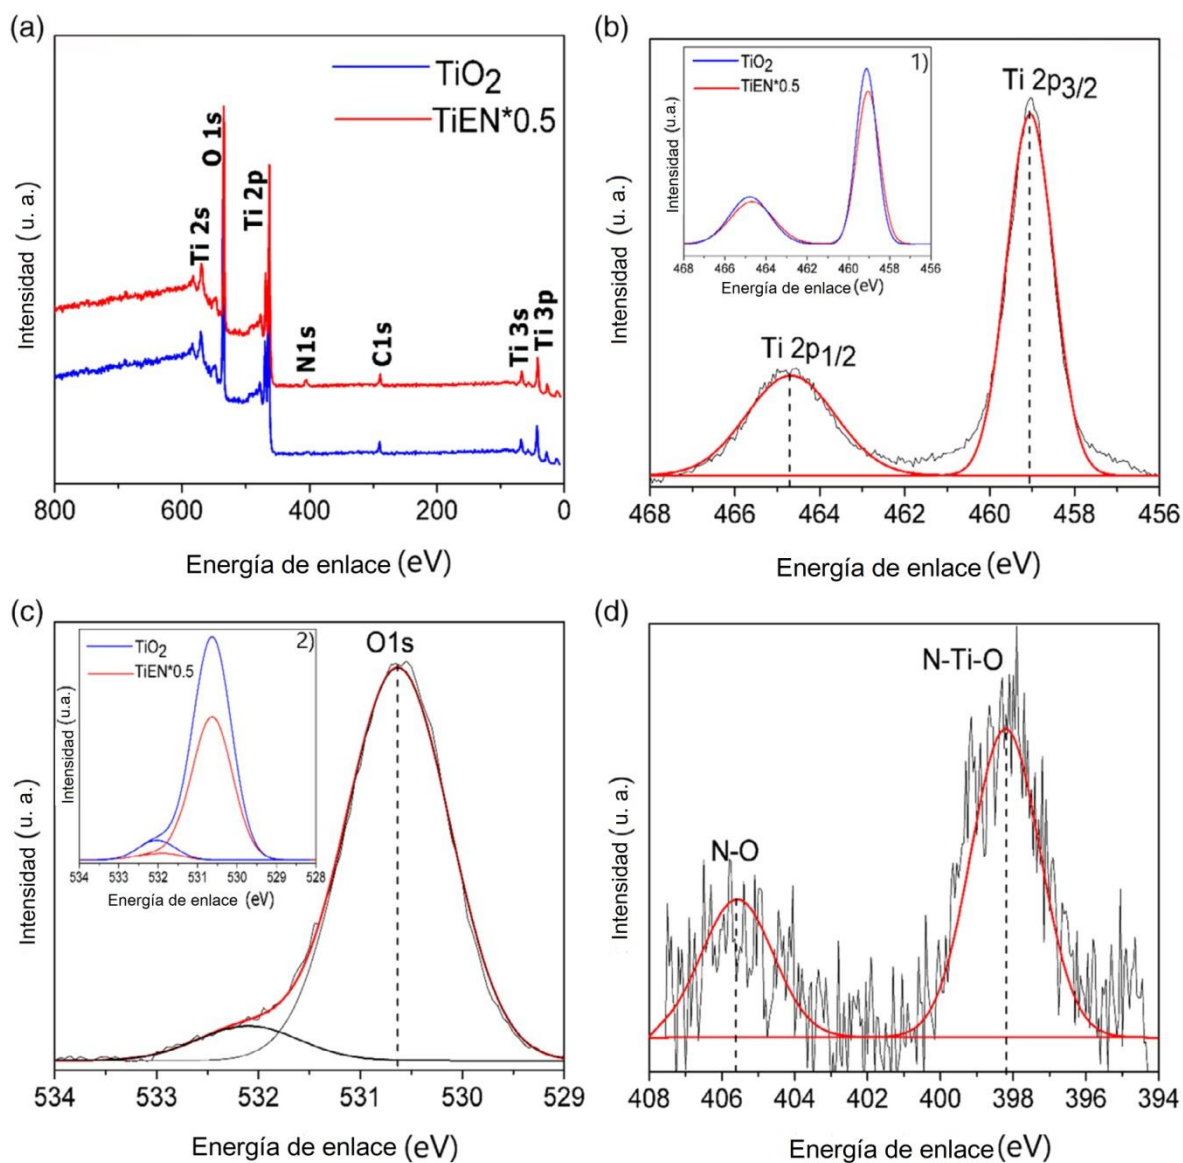 (a)
TiO2
TiEN*0.5
O 1s
Ti 2s
Ti 2p
N1s
C1s
Ti 3s
Ti 3p
Intensidad (u. a.)
800 600 400 200 0
Energía de enlace (eV)
(b)
1)
TiO2
TiEN*0.5
Intensidad (u.a.)
468 466 464 462 460 459 458 456
Energía de enlace (eV)
Ti 2p3/2
Ti 2p1/2
Intensidad (u. a.)
468 466 464 462 460 459 458 456
Energía de enlace (eV)
(c)
2)
TiO2
TiEN*0.5
Intensidad (u.a.)
534 533 532 531 530 529 528
Energía de enlace (eV)
O1s
Intensidad (u. a.)
534 533 532 531 530 529
Energía de enlace (eV)
(d)
N-Ti-O
N-O
Intensidad (u. a.)
408 406 404 402 400 398 396 394
Energía de enlace (eV)